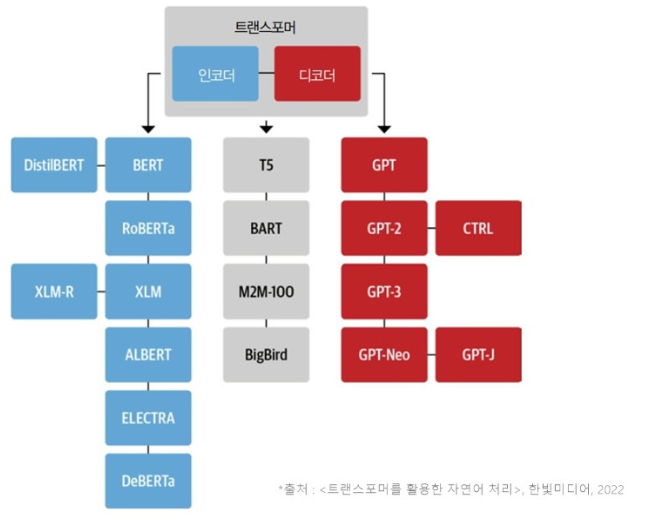 트랜스포머
인코더 디코더
DistilBERT BERT T5 GPT
RoBERTa BART GPT-2 CTRL
XLM-R XLM M2M-100 GPT-3
ALBERT BigBird GPT-Neo GPT-J
ELECTRA
DeBERTa
*출처 : <트랜스포머를 활용한 자연어 처리>, 한빛미디어, 2022